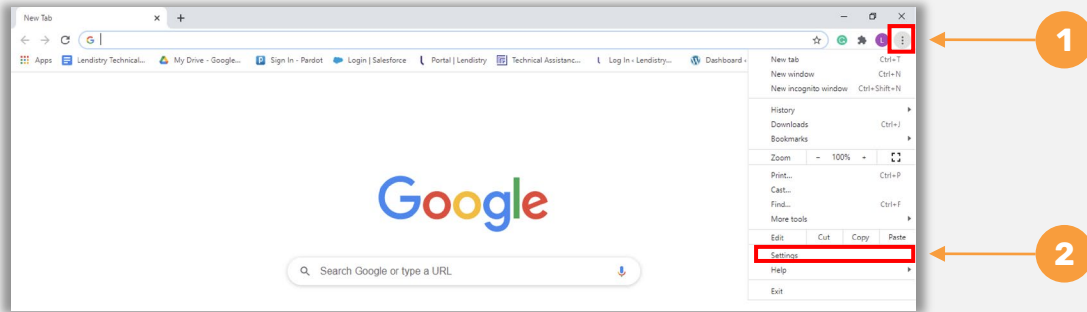 New Tab
G
L
1
Apps Lendistry Technical... My Drive - Google... Sign In - Pardot Login | Salesforce Portal | Lendistry Technical Assistanc... Log In ‹ Lendistry... Dashboard ‹
New tab Ctrl+T
New window Ctrl+N
New incognito window Ctrl+Shift+N
History
Downloads Ctrl+J
Bookmarks
Zoom - 100% +
Print... Ctrl+P
Cast...
Find... Ctrl+F
More tools
Edit Cut Copy Paste
Settings
2
Help
Exit
Google
Search Google or type a URL